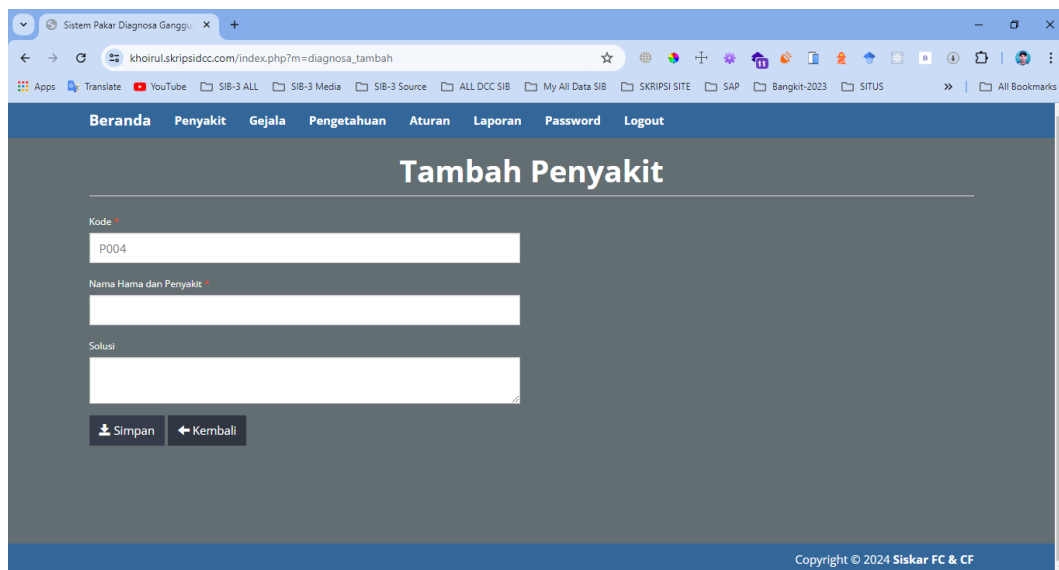 Sistem Pakar Diagnosa Ganggu
khoirul.skripsidcc.com/index.php?m=diagnosa_tambah
11
Apps Translate YouTube SIB-3 ALL SIB-3 Media SIB-3 Source ALL DCC SIB My All Data SIB SKRIPSI SITE SAP Bangkit-2023 SITUS » All Bookmarks
Beranda Penyakit Gejala Pengetahuan Aturan Laporan Password Logout
Tambah Penyakit
Kode *
P004
Nama Hama dan Penyakit *
Solusi
Simpan Kembali
Copyright © 2024 Siskar FC & CF